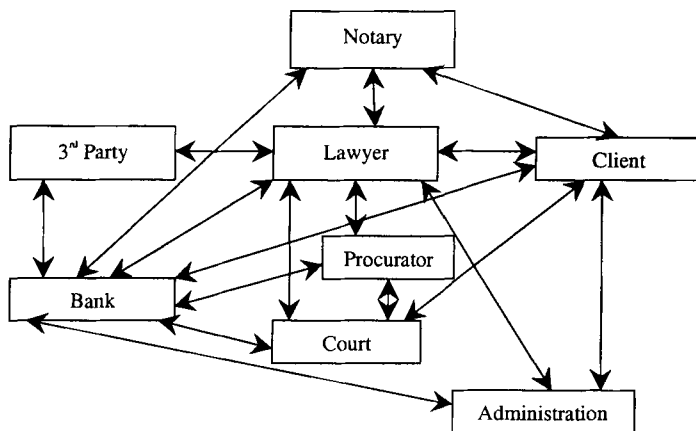 Notary
3rd Party
Lawyer
Client
Procurator
Bank
Court
Administration